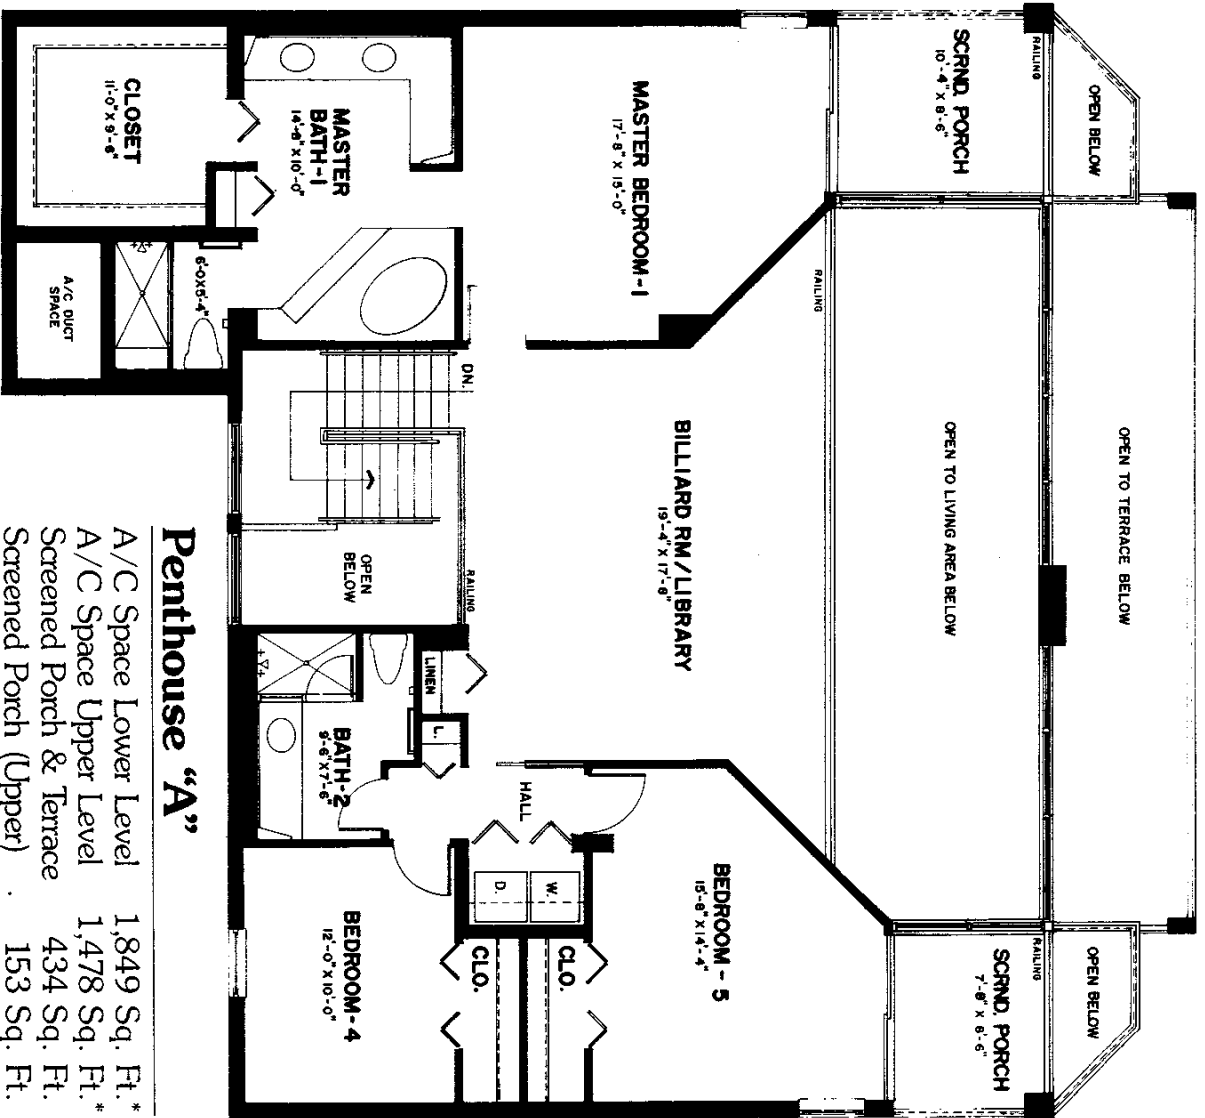 OPEN BELOW
RAILING
SCRND. PORCH
10'-4" X 8'-6"
MASTER BEDROOM-1
17'-8" X 15'-0"
MASTER
BATH-1
14'-8" X 10'-0"
CLOSET
11'-0" X 9'-6"
6'-0X5'-4"
A/C DUCT
SPACE
OPEN TO TERRACE BELOW
OPEN TO LIVING AREA BELOW
RAILING
BILLIARD RM/LIBRARY
19'-4" X 17'-8"
DN.
OPEN
BELOW
RAILING
LINEN
L.
BATH-2
9'-6" X 7'-6"
HALL
W.
D.
CLO.
CLO.
BEDROOM-5
15'-8" X 14'-4"
BEDROOM-4
12'-0" X 10'-0"
OPEN BELOW
RAILING
SCRND. PORCH
7'-8" X 8'-6"
Penthouse “A”
A/C Space Lower Level 1,849 Sq. Ft.*
A/C Space Upper Level 1,478 Sq. Ft.*
Screened Porch & Terrace 434 Sq. Ft.
Screened Porch (Upper) . 153 Sq. Ft.